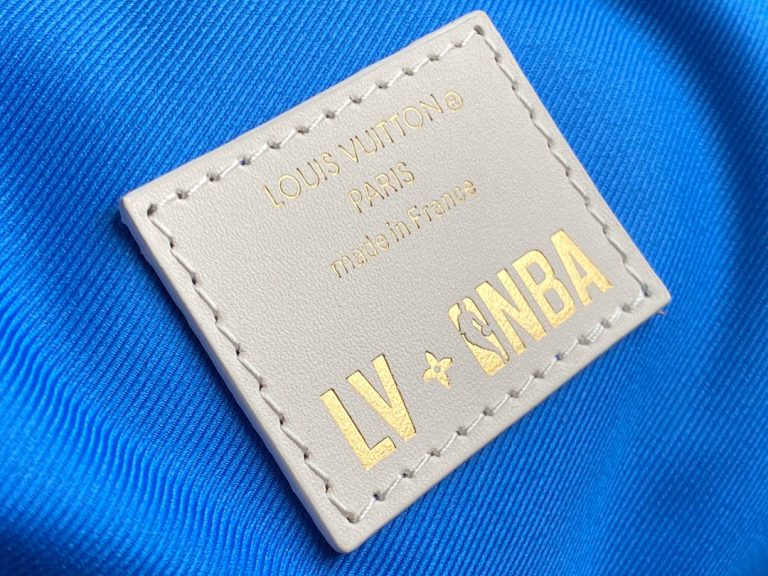 LOUIS VUITTON®
PARIS
made in France
LV NBA